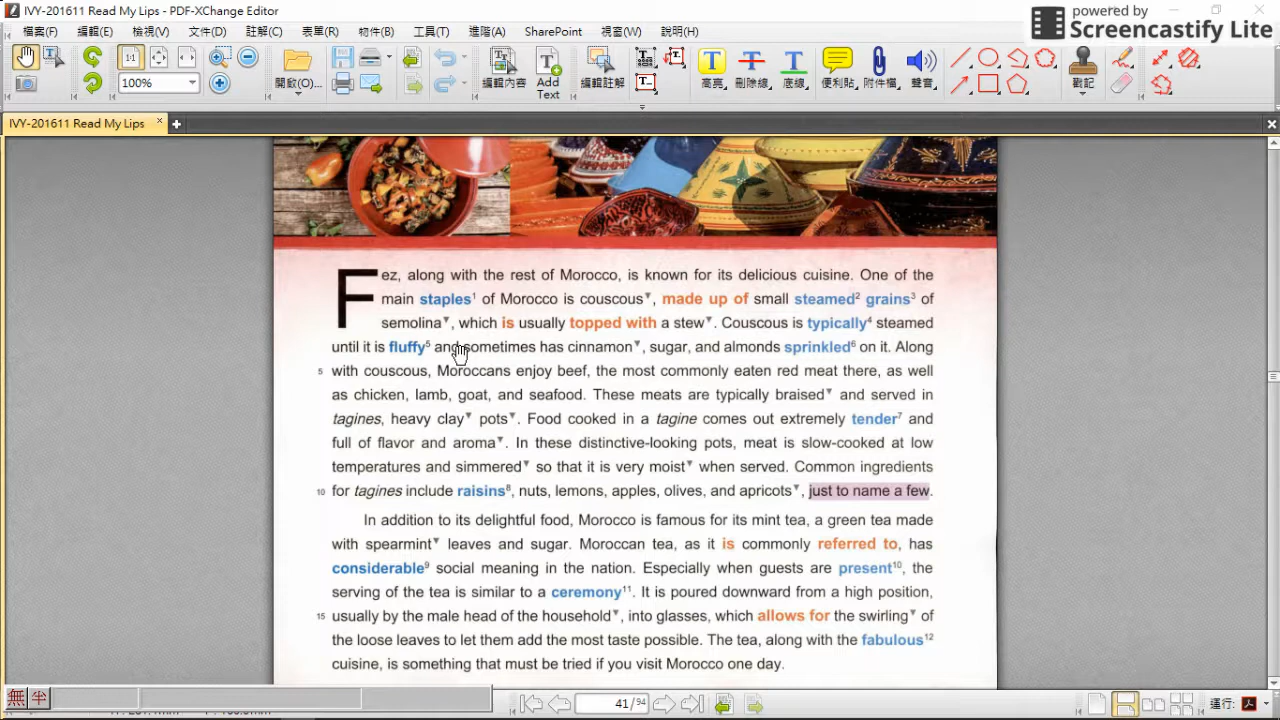 IVY-201611 Read My Lips - PDF-XChange Editor
powered by
Screencastify Lite
檔案(F) 編輯(E) 檢視(V) 文件(D) 註解(C) 表單(R) 物件(B) 工具(T) 進階(A) SharePoint 視窗(W) 說明(H)
100%
開啟(O)...
編輯內容
Add Text
編輯註解
高亮
刪除線
底線
便利貼
附件檔
聲音
戳記
IVY-201611 Read My Lips
Fez, along with the rest of Morocco, is known for its delicious cuisine. One of the
main staples1 of Morocco is couscous▼, made up of small steamed2 grains3 of
semolina▼, which is usually topped with a stew▼. Couscous is typically4 steamed
until it is fluffy5 and sometimes has cinnamon▼, sugar, and almonds sprinkled6 on it. Along
5 with couscous, Moroccans enjoy beef, the most commonly eaten red meat there, as well
as chicken, lamb, goat, and seafood. These meats are typically braised▼ and served in
tagines, heavy clay▼ pots▼. Food cooked in a tagine comes out extremely tender7 and
full of flavor and aroma▼. In these distinctive-looking pots, meat is slow-cooked at low
temperatures and simmered▼ so that it is very moist▼ when served. Common ingredients
10 for tagines include raisins8, nuts, lemons, apples, olives, and apricots▼, just to name a few.
In addition to its delightful food, Morocco is famous for its mint tea, a green tea made
with spearmint▼ leaves and sugar. Moroccan tea, as it is commonly referred to, has
considerable9 social meaning in the nation. Especially when guests are present10, the
serving of the tea is similar to a ceremony11. It is poured downward from a high position,
15 usually by the male head of the household▼, into glasses, which allows for the swirling▼ of
the loose leaves to let them add the most taste possible. The tea, along with the fabulous12
cuisine, is something that must be tried if you visit Morocco one day.
無 半
41/94
運行: